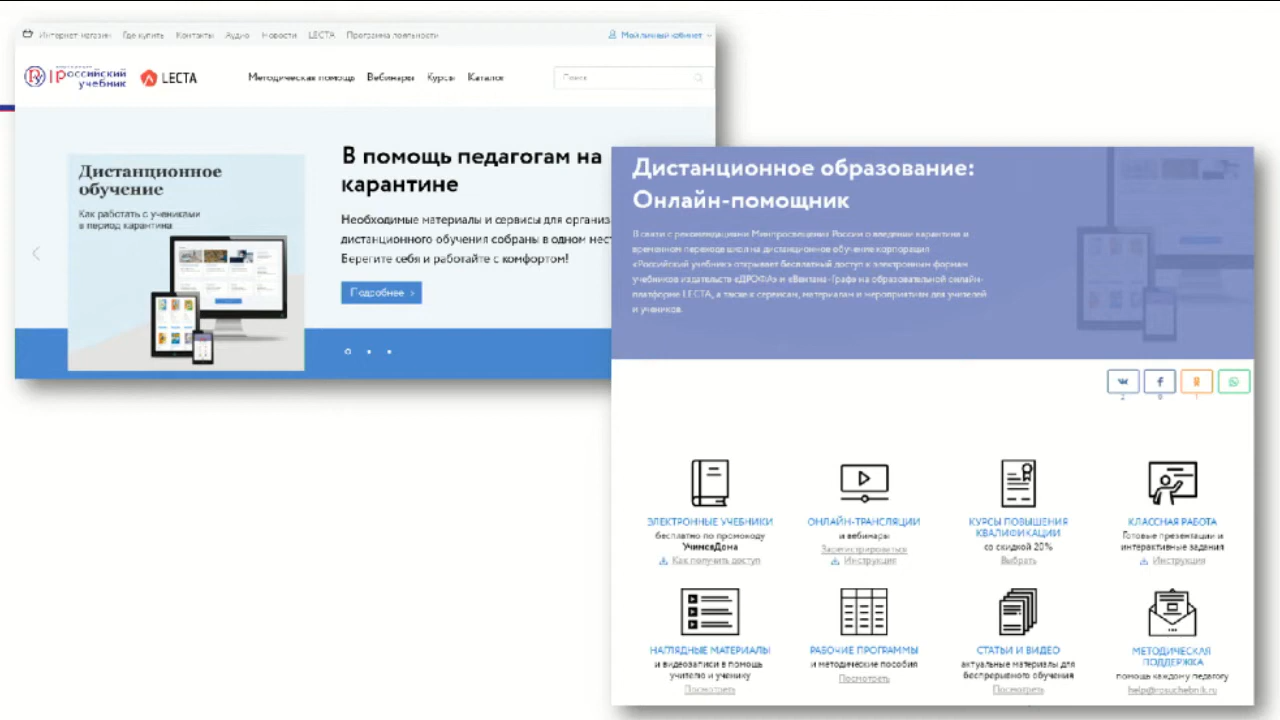 Интернет-магазин Где купить Контакты Аудио Новости LECTA Программа лояльности Мой личный кабинет
Российский
учебник
LECTA
Методическая помощь Вебинары Курсы Каталог
Поиск
Дистанционное
обучение
Как работать с учениками
в период карантина
В помощь педагогам на
карантине
Необходимые материалы и сервисы для организ
дистанционного обучения собраны в одном мест
Берегите себя и работайте с комфортом!
Подробнее
Дистанционное образование:
Онлайн-помощник
В связи с рекомендациями Минпросвещения России о введении карантина и
временном переходе школ на дистанционное обучение корпорация
«Российский учебник» открывает бесплатный доступ к электронным формам
учебников издательств «ДРОФА» и «Вентана-Граф» на образовательной онлайн-
платформе LECTA, а также к сервисам, материалам и мероприятиям для учителей
и учеников.
2 0 1
ЭЛЕКТРОННЫЕ УЧЕБНИКИ
бесплатно по промокоду
УчимсяДома
Как получить доступ
ОНЛАЙН-ТРАНСЛЯЦИИ
и вебинары
Зарегистрироваться
Инструкция
КУРСЫ ПОВЫШЕНИЯ
КВАЛИФИКАЦИИ
со скидкой 20%
Выбрать
КЛАССНАЯ РАБОТА
Готовые презентации и
интерактивные задания
Инструкция
НАГЛЯДНЫЕ МАТЕРИАЛЫ
и видеозаписи в помощь
учителю и ученику
Посмотреть
РАБОЧИЕ ПРОГРАММЫ
и методические пособия
Посмотреть
СТАТЬИ И ВИДЕО
актуальные материалы для
беспрерывного обучения
Посмотреть
МЕТОДИЧЕСКАЯ
ПОДДЕРЖКА
помощь каждому педагогу
help@rosuchebnik.ru